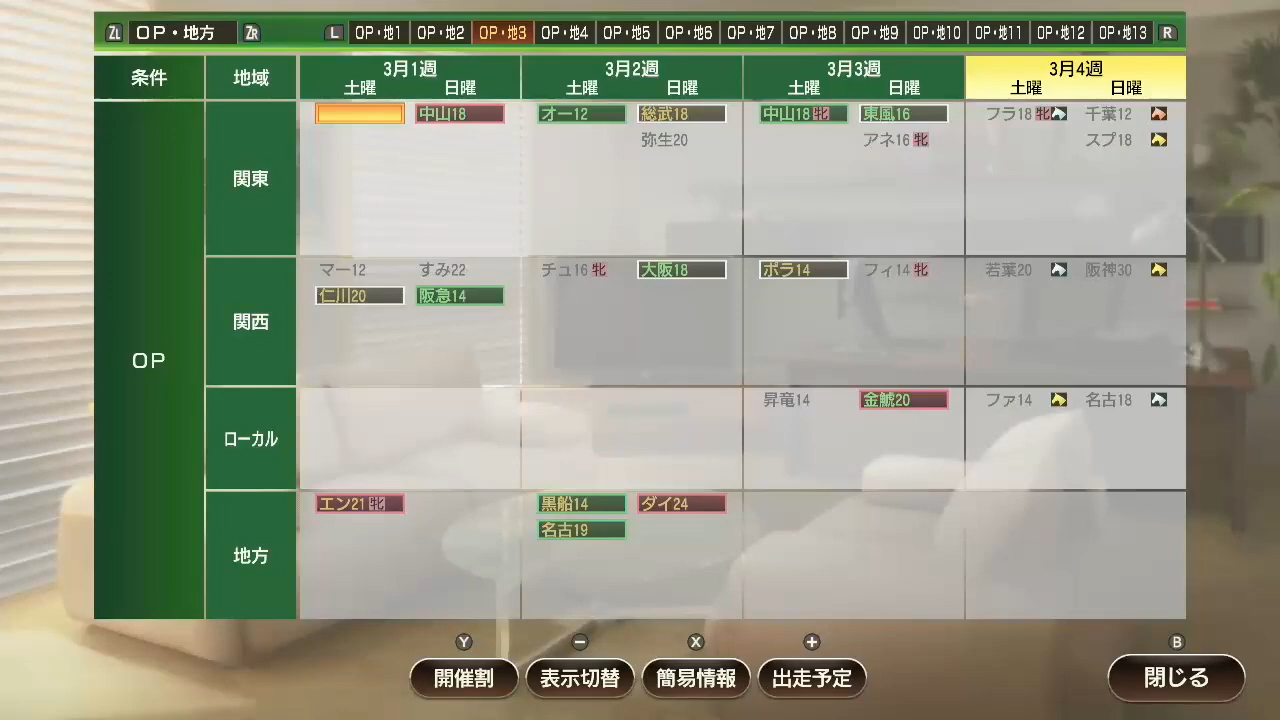 ZL OP・地方 ZR L OP・地1 OP・地2 OP・地3 OP・地4 OP・地5 OP・地6 OP・地7 OP・地8 OP・地9 OP・地10 OP・地11 OP・地12 OP・地13 R
条件 地域 3月1週 3月2週 3月3週 3月4週
土曜 日曜 土曜 日曜 土曜 日曜 土曜 日曜
OP
関東
中山18 オー12 総武18 中山18牝 東風16 フラ18牝 千葉12
弥生20 アネ16牝 スプ18
関西
マー12 すみ22 チュ16牝 大阪18 ポラ14 フィ14牝 若葉20 阪神30
仁川20 阪急14
ローカル
昇竜14 金鯱20 ファ14 名古18
地方
エン21牝 黒船14 ダイ24
名古19
Y − X + B
開催割 表示切替 簡易情報 出走予定 閉じる